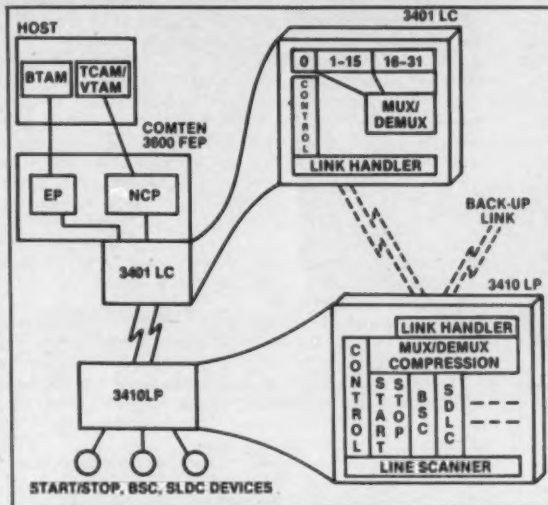 HOST
BTAM
TCAM/
VTAM
COMTEN
3600 FEP
EP
NCP
3401 LC
3410LP
START/STOP, BSC, SLDC DEVICES
3401 LC
0 1-15 16-31
CONTROL
MUX/
DEMUX
LINK HANDLER
BACK-UP
LINK
3410 LP
LINK HANDLER
MUX/DEMUX
COMPRESSION
CONTROL
START
STOP
BSC
SDLC
LINE SCANNER